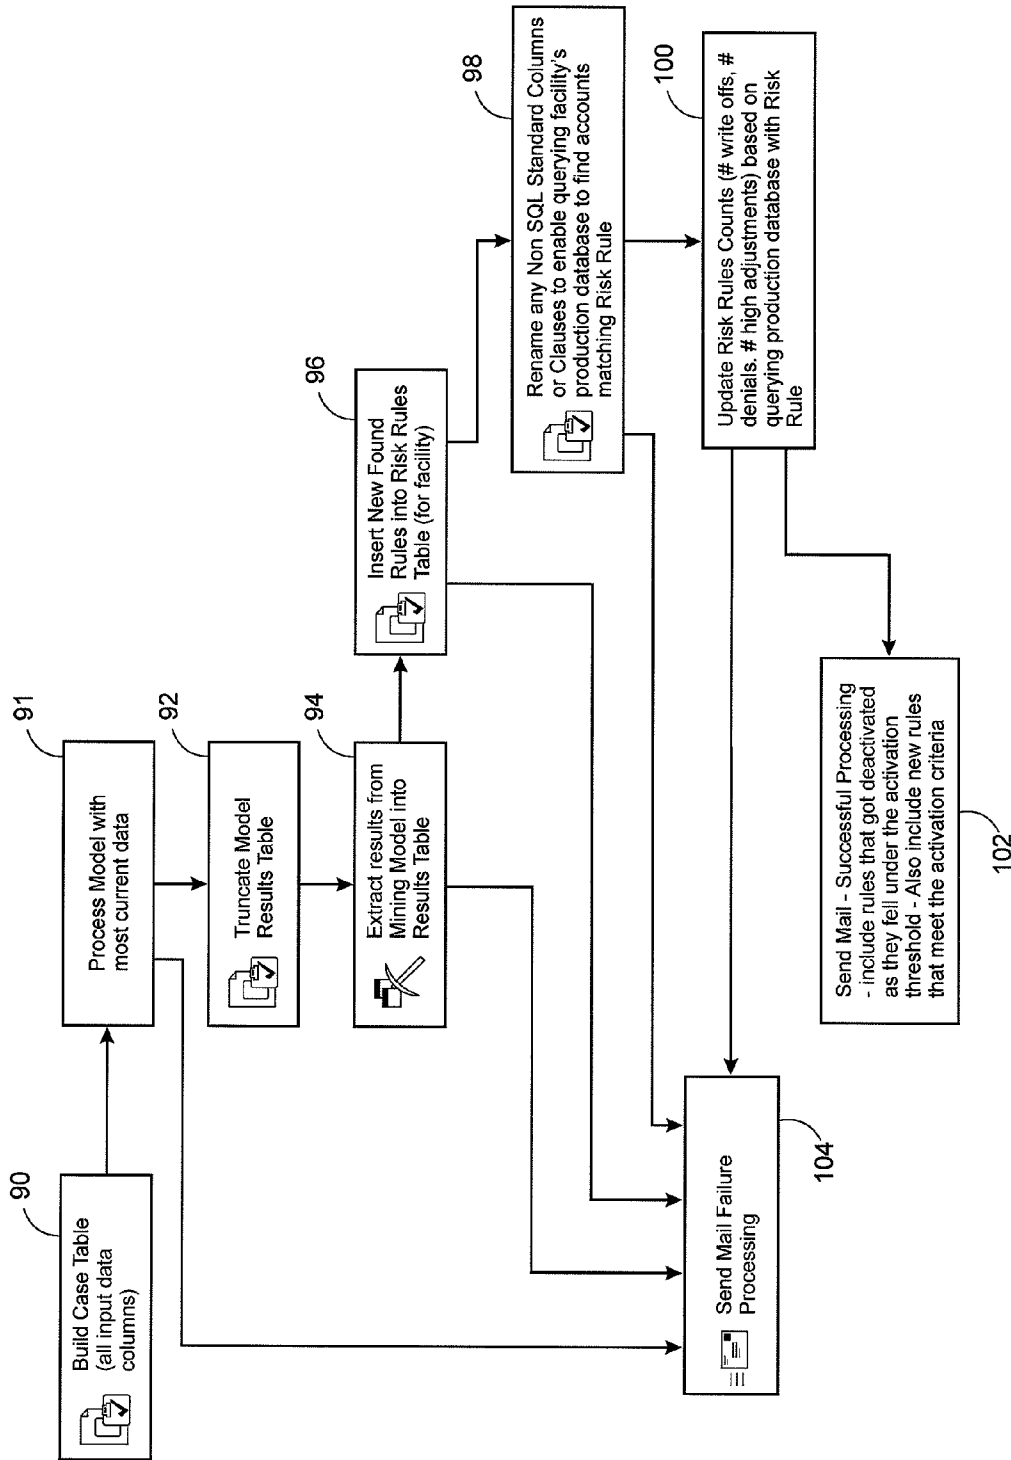 90
Build Case Table
(all input data
columns)
91
Process Model with
most current data
92
Truncate Model
Results Table
94
Extract results from
Mining Model into
Results Table
96
Insert New Found
Rules into Risk Rules
Table (for facility)
98
Rename any Non SQL Standard Columns
or Clauses to enable querying facility's
production database to find accounts
matching Risk Rule
100
Update Risk Rules Counts (# write offs, #
denials. # high adjustments) based on
querying production database with Risk
Rule
Send Mail - Successful Processing
- include rules that got deactivated
as they fell under the activation
threshold - Also include new rules
that meet the activation criteria
102
Send Mail Failure
Processing
104